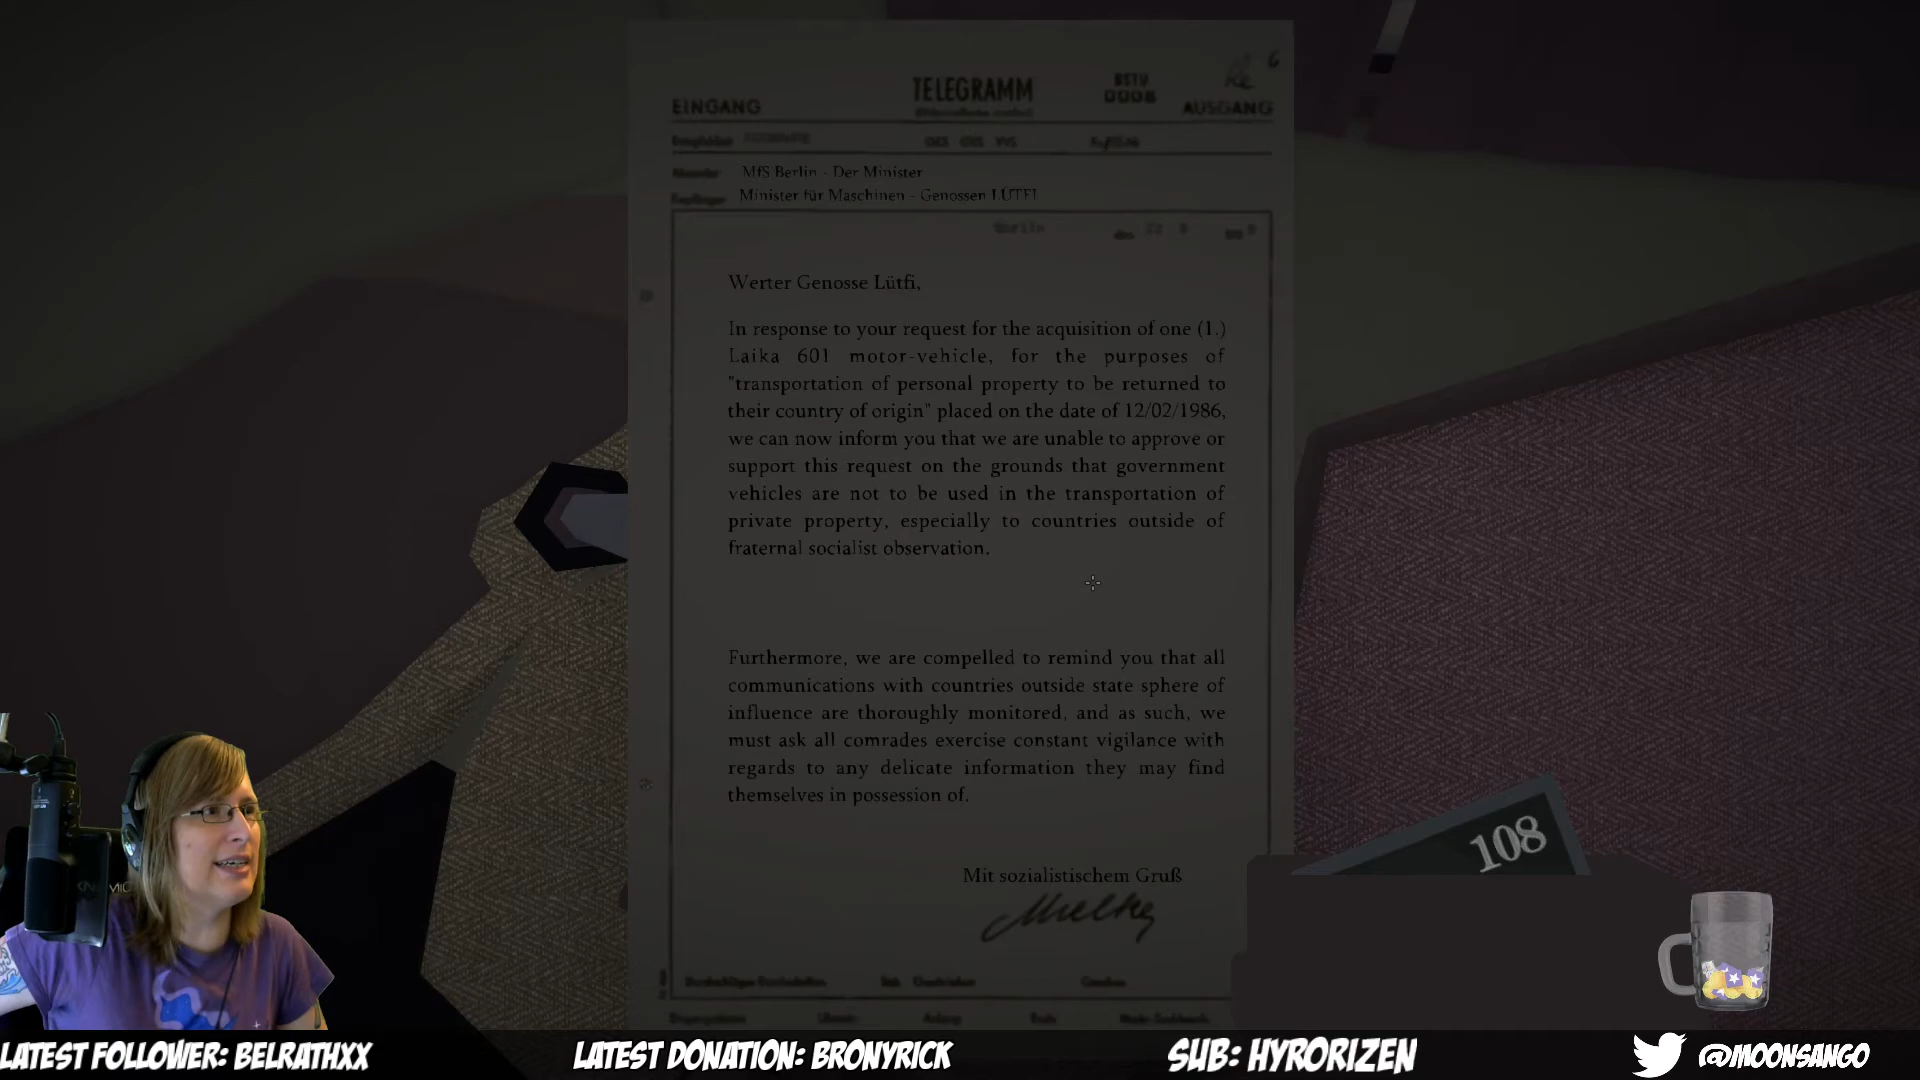 TELEGRAMM
BSTU
0008
EINGANG
AUSGANG
MfS Berlin - Der Minister
Minister für Maschinen - Genossen LÜTFI
Werter Genosse Lütfi,
In response to your request for the acquisition of one (1.)
Laika 601 motor-vehicle, for the purposes of
"transportation of personal property to be returned to
their country of origin" placed on the date of 12/02/1986,
we can now inform you that we are unable to approve or
support this request on the grounds that government
vehicles are not to be used in the transportation of
private property, especially to countries outside of
fraternal socialist observation.
Furthermore, we are compelled to remind you that all
communications with countries outside state sphere of
influence are thoroughly monitored, and as such, we
must ask all comrades exercise constant vigilance with
regards to any delicate information they may find
themselves in possession of.
Mit sozialistischem Gruß
Mielke
108
LATEST FOLLOWER: BELRATHXX
LATEST DONATION: BRONYRICK
SUB: HYRORIZEN
@MOONSANGO